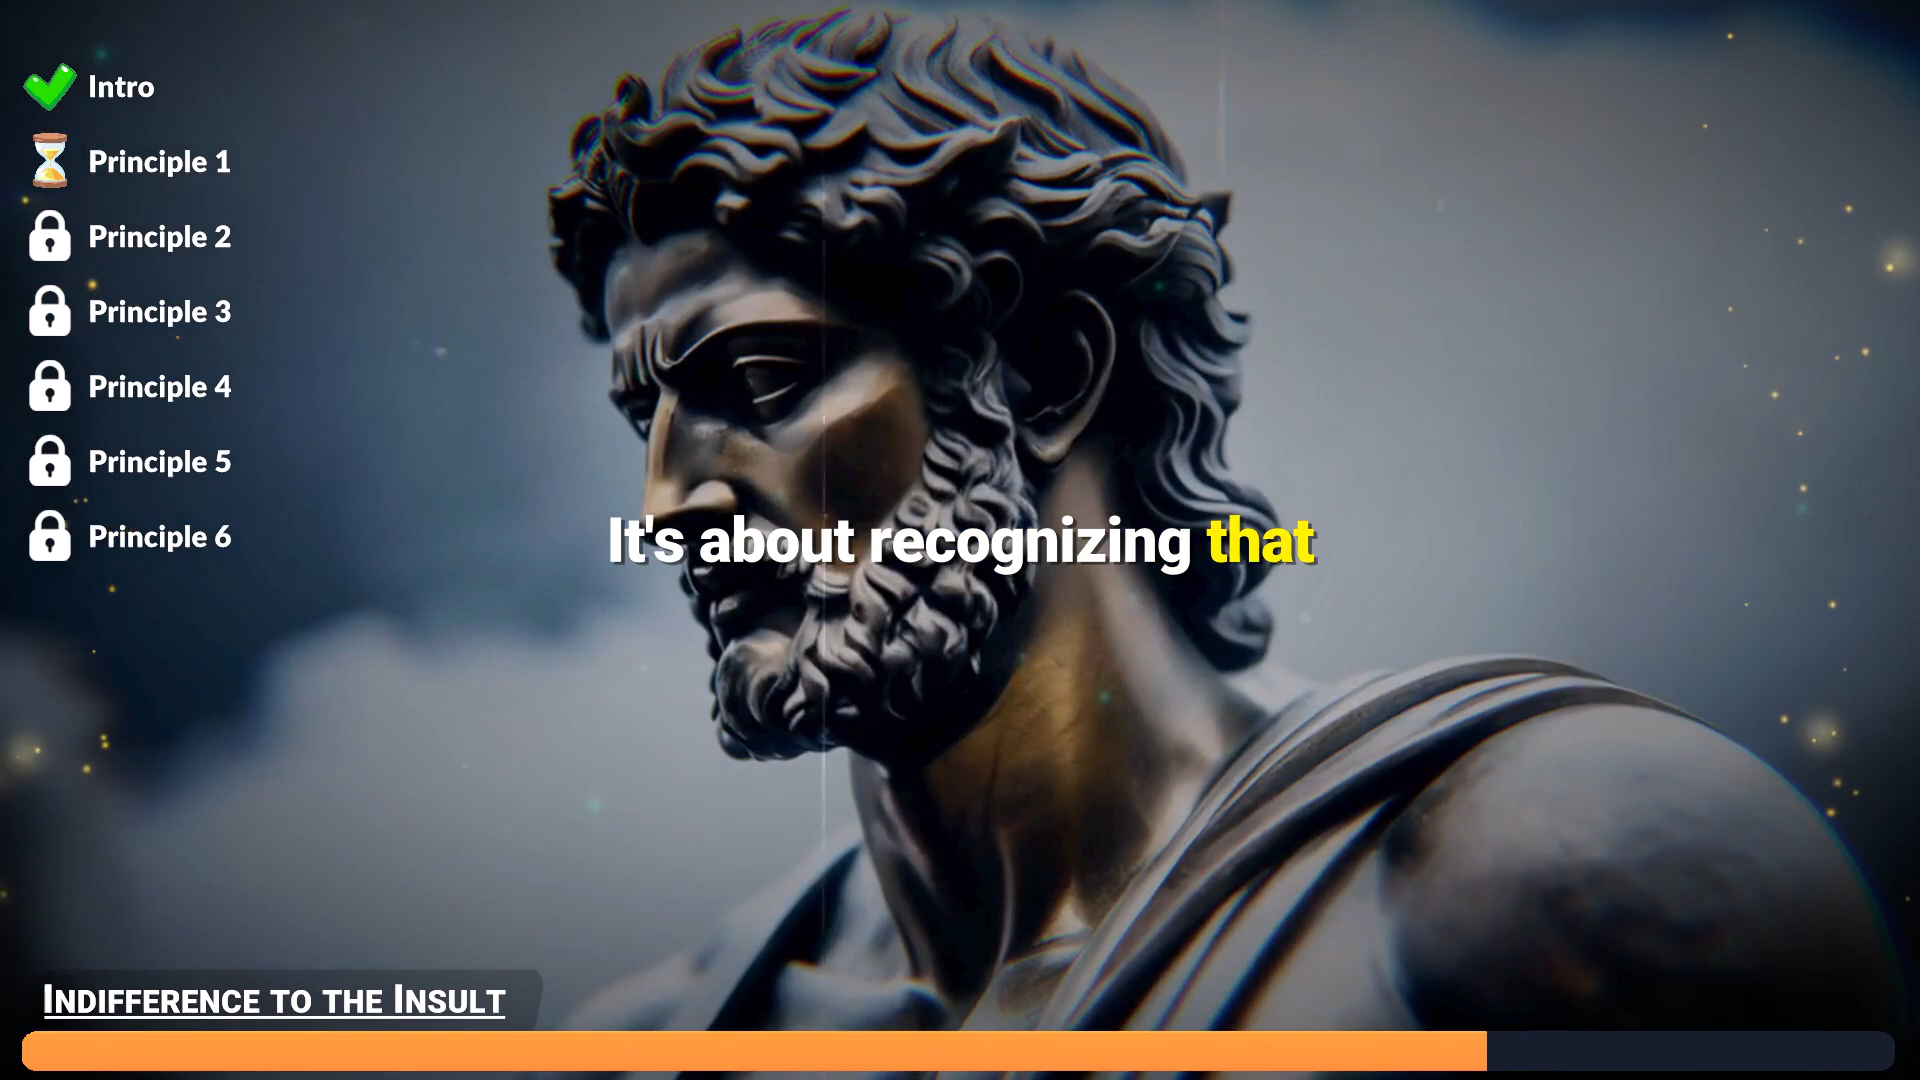 Intro
Principle 1
Principle 2
Principle 3
Principle 4
Principle 5
Principle 6
It's about recognizing that
Indifference to the Insult